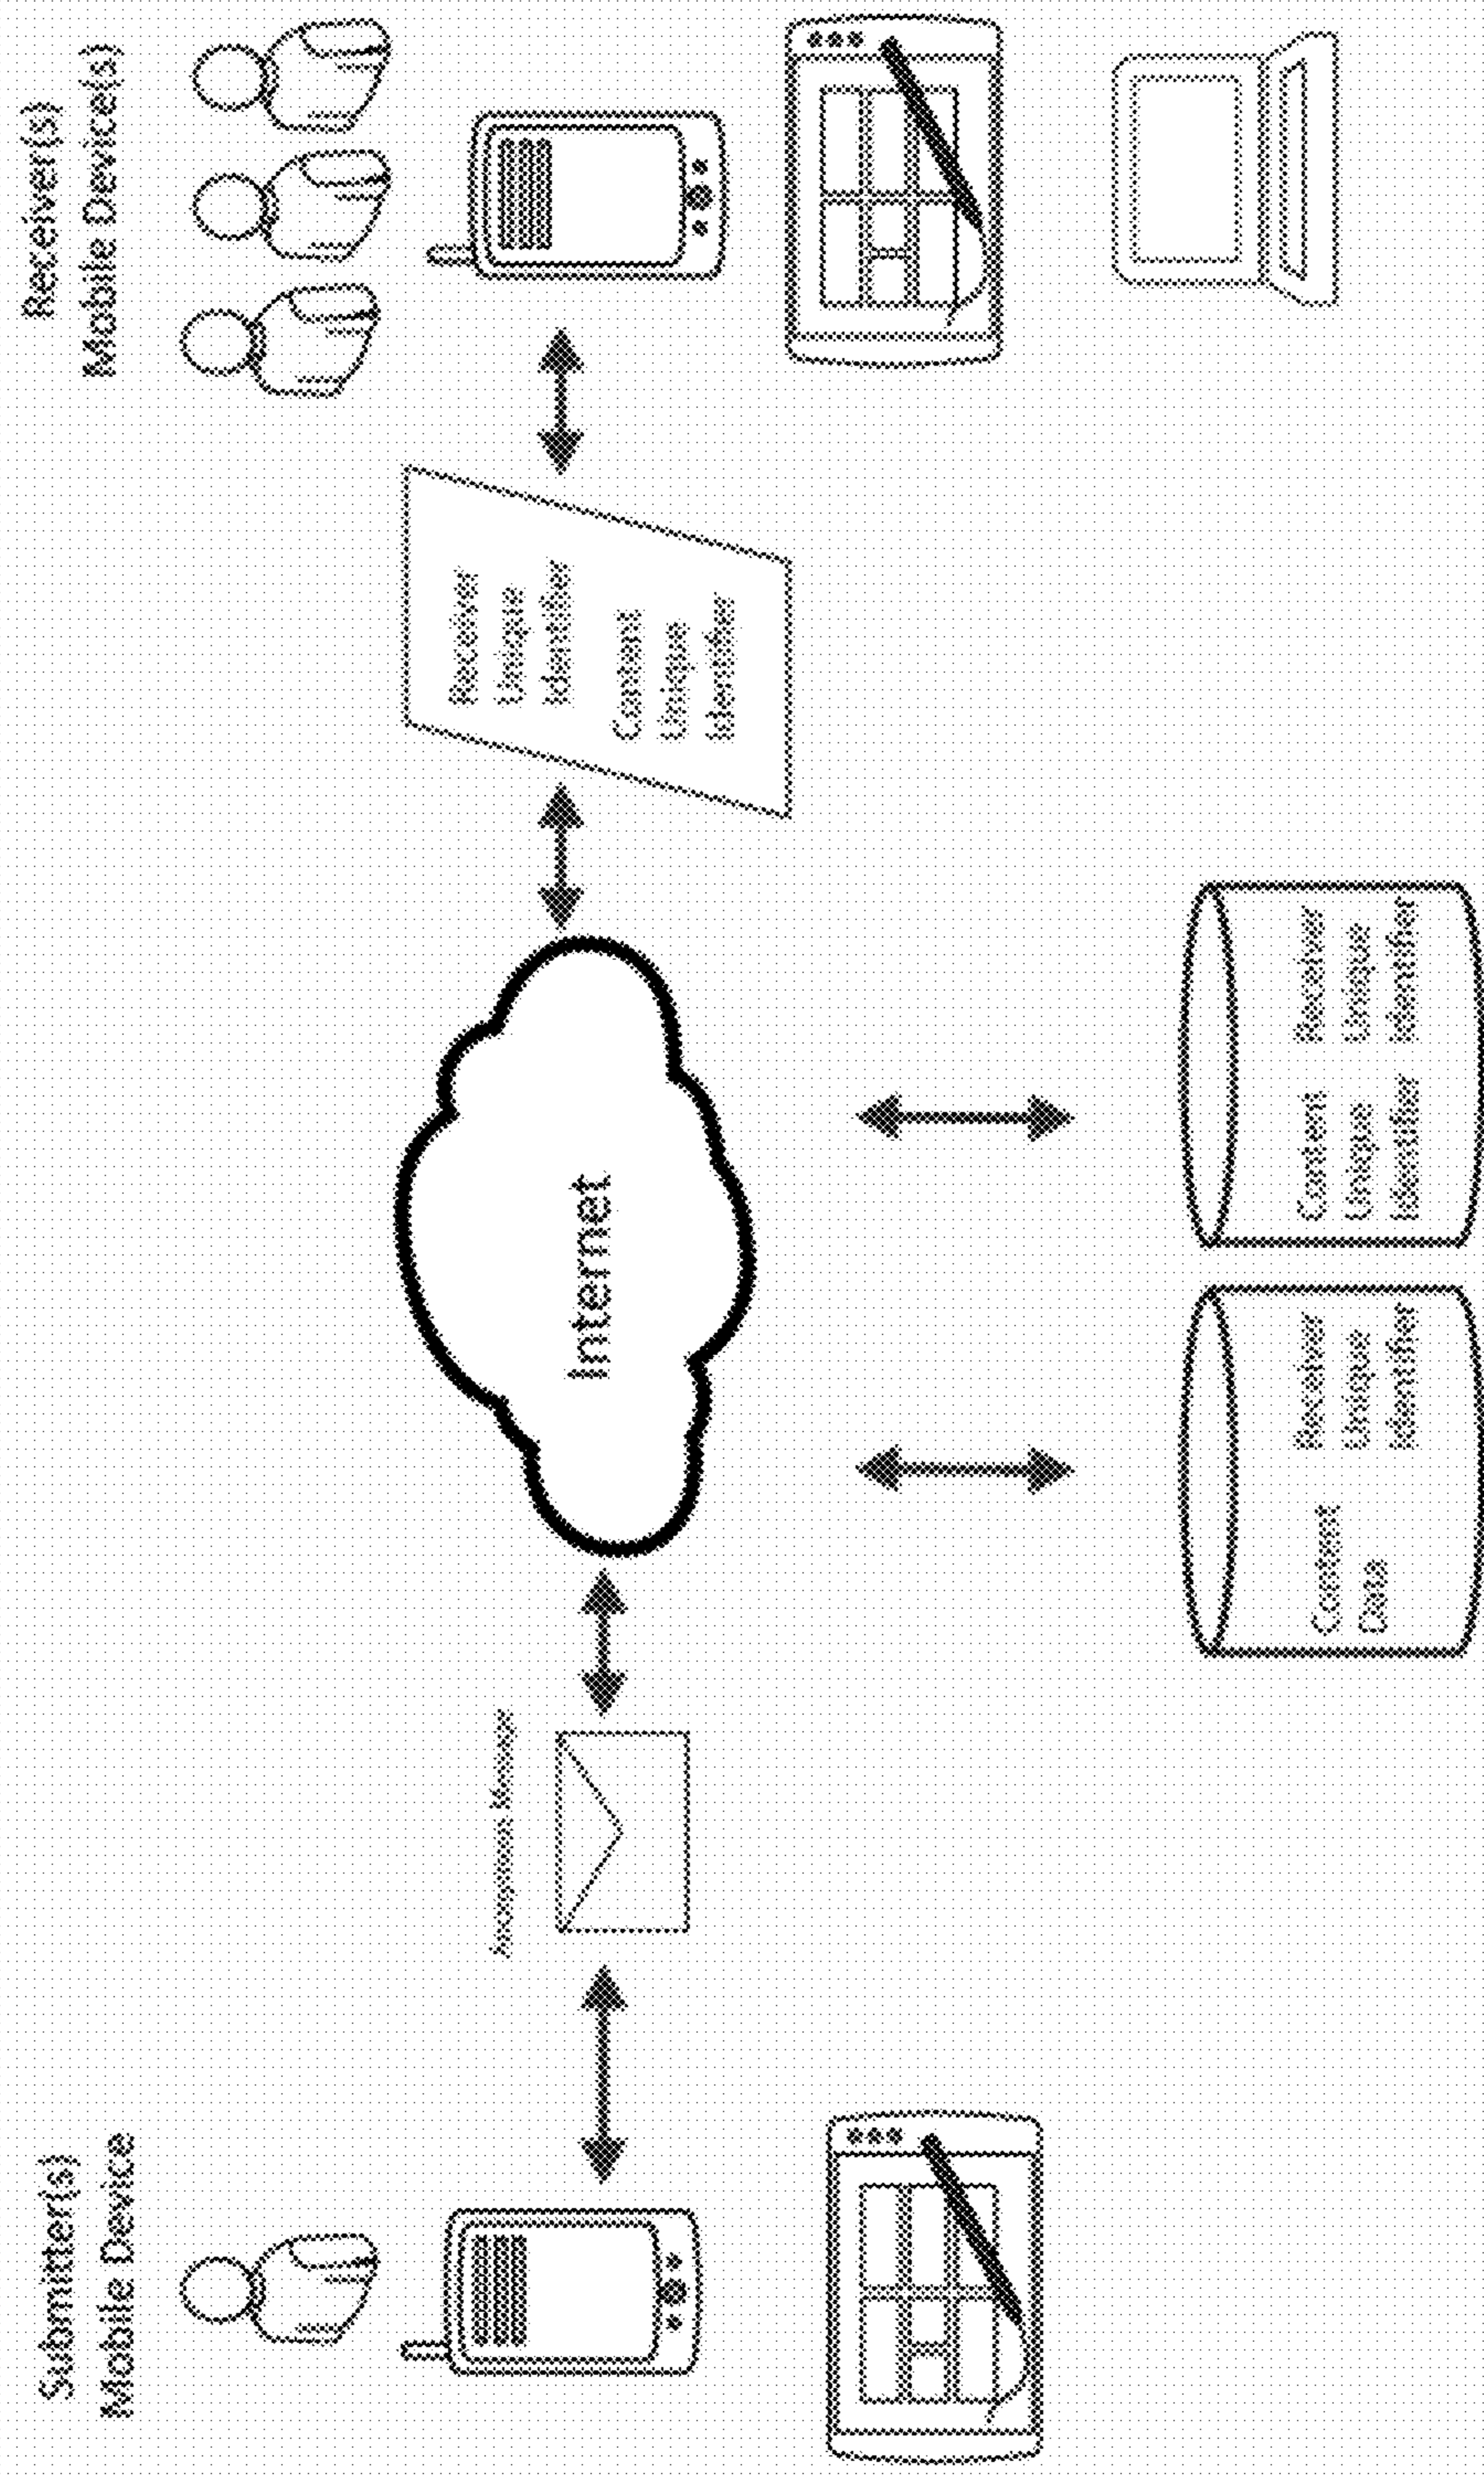 Submitter(s)
Mobile Device
Message
Internet
Receiver
Unique
Identifier
Content
Unique
Identifier
Receiver(s)
Mobile Device(s)
Content
Data
Receiver
Unique
Identifier
Content
Unique
Identifier
Receiver
Unique
Identifier